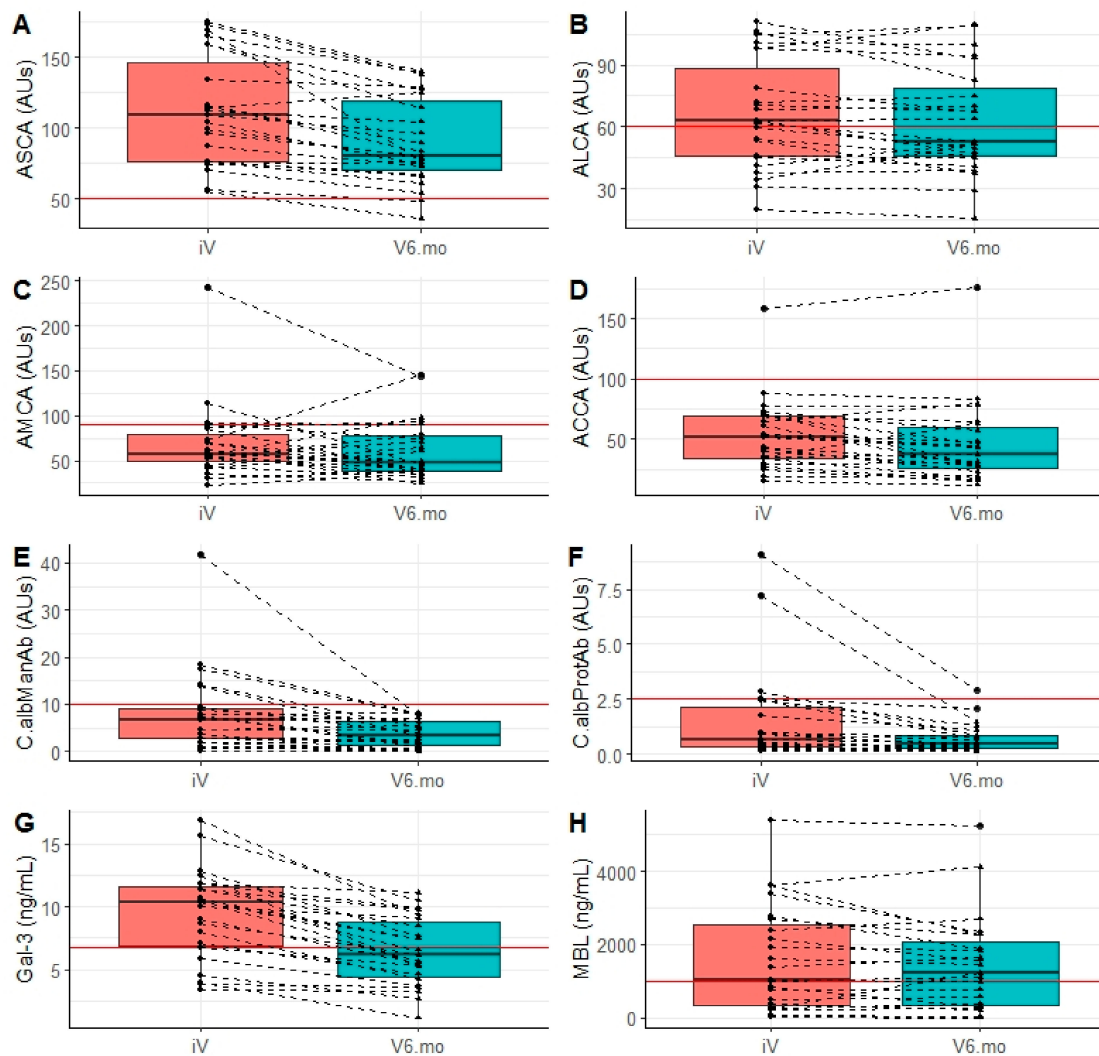 A
B
ASCA (AUs)
150
100
50
iV
V6.mo
ALCA (AUs)
90
60
30
iV
V6.mo
C
D
AMCA (AUs)
250
200
150
100
50
iV
V6.mo
ACCA (AUs)
150
100
50
iV
V6.mo
E
F
C.albManAb (AUs)
40
30
20
10
0
iV
V6.mo
C.albProtAb (AUs)
7.5
5.0
2.5
0.0
iV
V6.mo
G
H
Gal-3 (ng/mL)
15
10
5
iV
V6.mo
MBL (ng/mL)
4000
2000
0
iV
V6.mo